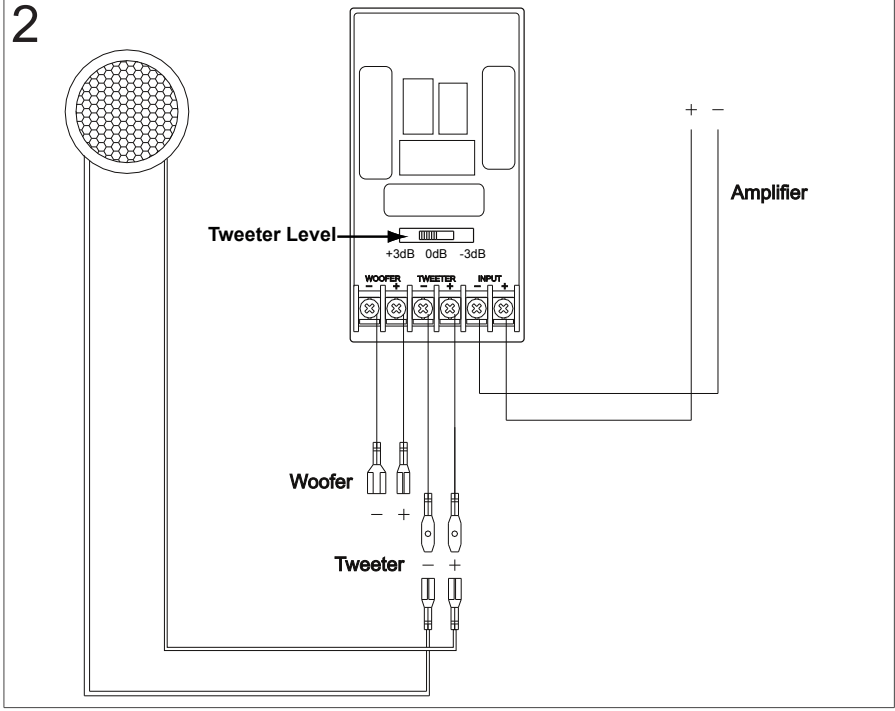 2
+ −
Amplifier
Tweeter Level
+3dB 0dB -3dB
WOOFER TWEETER INPUT
− + − + − +
Woofer
− +
Tweeter − +